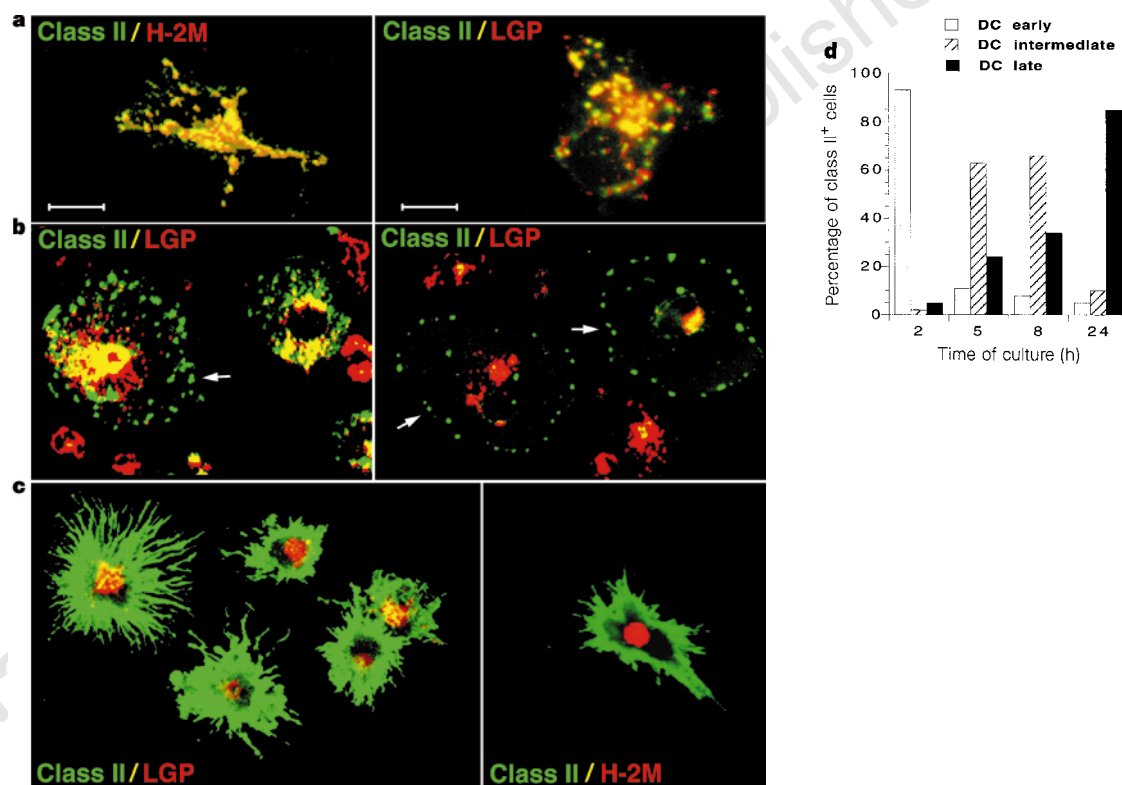 a
Class II / H-2M
Class II / LGP
b
Class II / LGP
Class II / LGP
c
Class II / LGP
Class II / H-2M
d
DC early
DC intermediate
DC late
Percentage of class II+ cells
100
80
60
40
20
0
2 5 8 24
Time of culture (h)